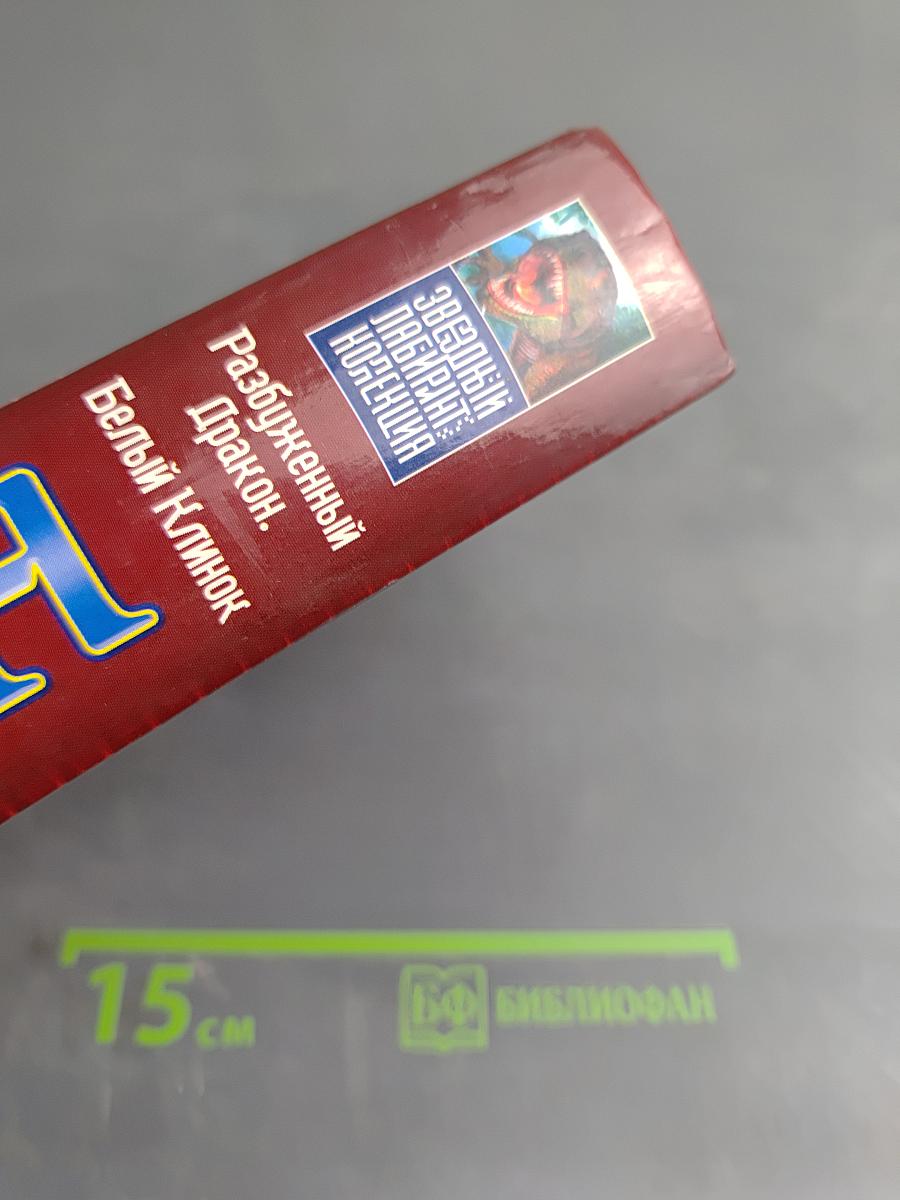 ЗВЕЗДНЫЙ
ЛАБИРИНТ:
КОЛЛЕКЦИЯ
Разбуженный
Дракон.
Белый Клинок
15 см
БФ БИБЛИОФАН